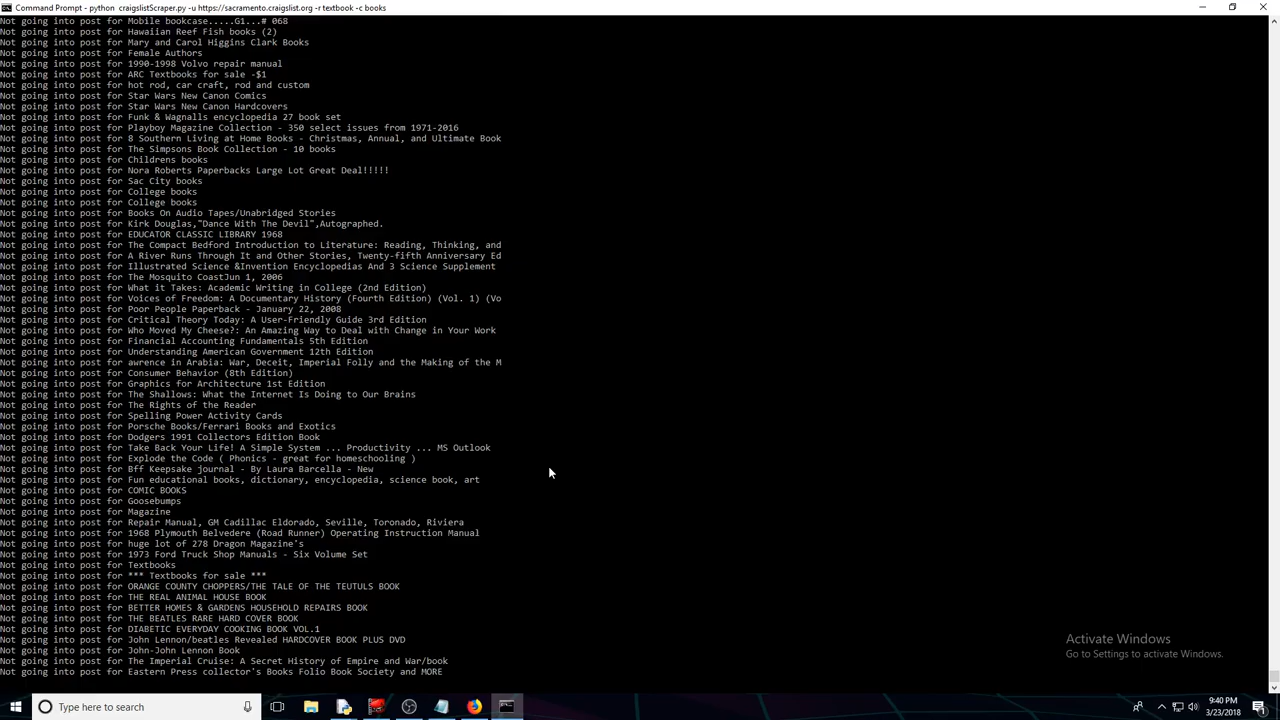 Command Prompt - python craigslistScraper.py -u https://sacramento.craigslist.org -r textbook -c books
Not going into post for Mobile bookcase.....G1...# 068
Not going into post for Hawaiian Reef Fish books (2)
Not going into post for Mary and Carol Higgins Clark Books
Not going into post for Female Authors
Not going into post for 1990-1998 Volvo repair manual
Not going into post for ARC Textbooks for sale -$1
Not going into post for hot rod, car craft, rod and custom
Not going into post for Star Wars New Canon Comics
Not going into post for Star Wars New Canon Hardcovers
Not going into post for Funk & Wagnalls encyclopedia 27 book set
Not going into post for Playboy Magazine Collection - 350 select issues from 1971-2016
Not going into post for 8 Southern Living at Home Books - Christmas, Annual, and Ultimate Book
Not going into post for The Simpsons Book Collection - 10 books
Not going into post for Childrens books
Not going into post for Nora Roberts Paperbacks Large Lot Great Deal!!!!!
Not going into post for Sac City books
Not going into post for College books
Not going into post for College books
Not going into post for Books On Audio Tapes/Unabridged Stories
Not going into post for Kirk Douglas,"Dance With The Devil",Autographed.
Not going into post for EDUCATOR CLASSIC LIBRARY 1968
Not going into post for The Compact Bedford Introduction to Literature: Reading, Thinking, and
Not going into post for A River Runs Through It and Other Stories, Twenty-fifth Anniversary Ed
Not going into post for Illustrated Science &Invention Encyclopedias And 3 Science Supplement
Not going into post for The Mosquito CoastJun 1, 2006
Not going into post for What it Takes: Academic Writing in College (2nd Edition)
Not going into post for Voices of Freedom: A Documentary History (Fourth Edition) (Vol. 1) (Vo
Not going into post for Poor People Paperback - January 22, 2008
Not going into post for Critical Theory Today: A User-Friendly Guide 3rd Edition
Not going into post for Who Moved My Cheese?: An Amazing Way to Deal with Change in Your Work
Not going into post for Financial Accounting Fundamentals 5th Edition
Not going into post for Understanding American Government 12th Edition
Not going into post for awrence in Arabia: War, Deceit, Imperial Folly and the Making of the M
Not going into post for Consumer Behavior (8th Edition)
Not going into post for Graphics for Architecture 1st Edition
Not going into post for The Shallows: What the Internet Is Doing to Our Brains
Not going into post for The Rights of the Reader
Not going into post for Spelling Power Activity Cards
Not going into post for Porsche Books/Ferrari Books and Exotics
Not going into post for Dodgers 1991 Collectors Edition Book
Not going into post for Take Back Your Life! A Simple System ... Productivity ... MS Outlook
Not going into post for Explode the Code ( Phonics - great for homeschooling )
Not going into post for Bff Keepsake journal - By Laura Barcella - New
Not going into post for Fun educational books, dictionary, encyclopedia, science book, art
Not going into post for COMIC BOOKS
Not going into post for Goosebumps
Not going into post for Magazine
Not going into post for Repair Manual, GM Cadillac Eldorado, Seville, Toronado, Riviera
Not going into post for 1968 Plymouth Belvedere (Road Runner) Operating Instruction Manual
Not going into post for huge lot of 278 Dragon Magazine's
Not going into post for 1973 Ford Truck Shop Manuals - Six Volume Set
Not going into post for Textbooks
Not going into post for *** Textbooks for sale ***
Not going into post for ORANGE COUNTY CHOPPERS/THE TALE OF THE TEUTULS BOOK
Not going into post for THE REAL ANIMAL HOUSE BOOK
Not going into post for BETTER HOMES & GARDENS HOUSEHOLD REPAIRS BOOK
Not going into post for THE BEATLES RARE HARD COVER BOOK
Not going into post for DIABETIC EVERYDAY COOKING BOOK VOL.1
Not going into post for John Lennon/beatles Revealed HARDCOVER BOOK PLUS DVD
Not going into post for John-John Lennon Book
Not going into post for The Imperial Cruise: A Secret History of Empire and War/book
Not going into post for Eastern Press collector's Books Folio Book Society and MORE
Activate Windows
Go to Settings to activate Windows.
Type here to search
9:40 PM
3/23/2018